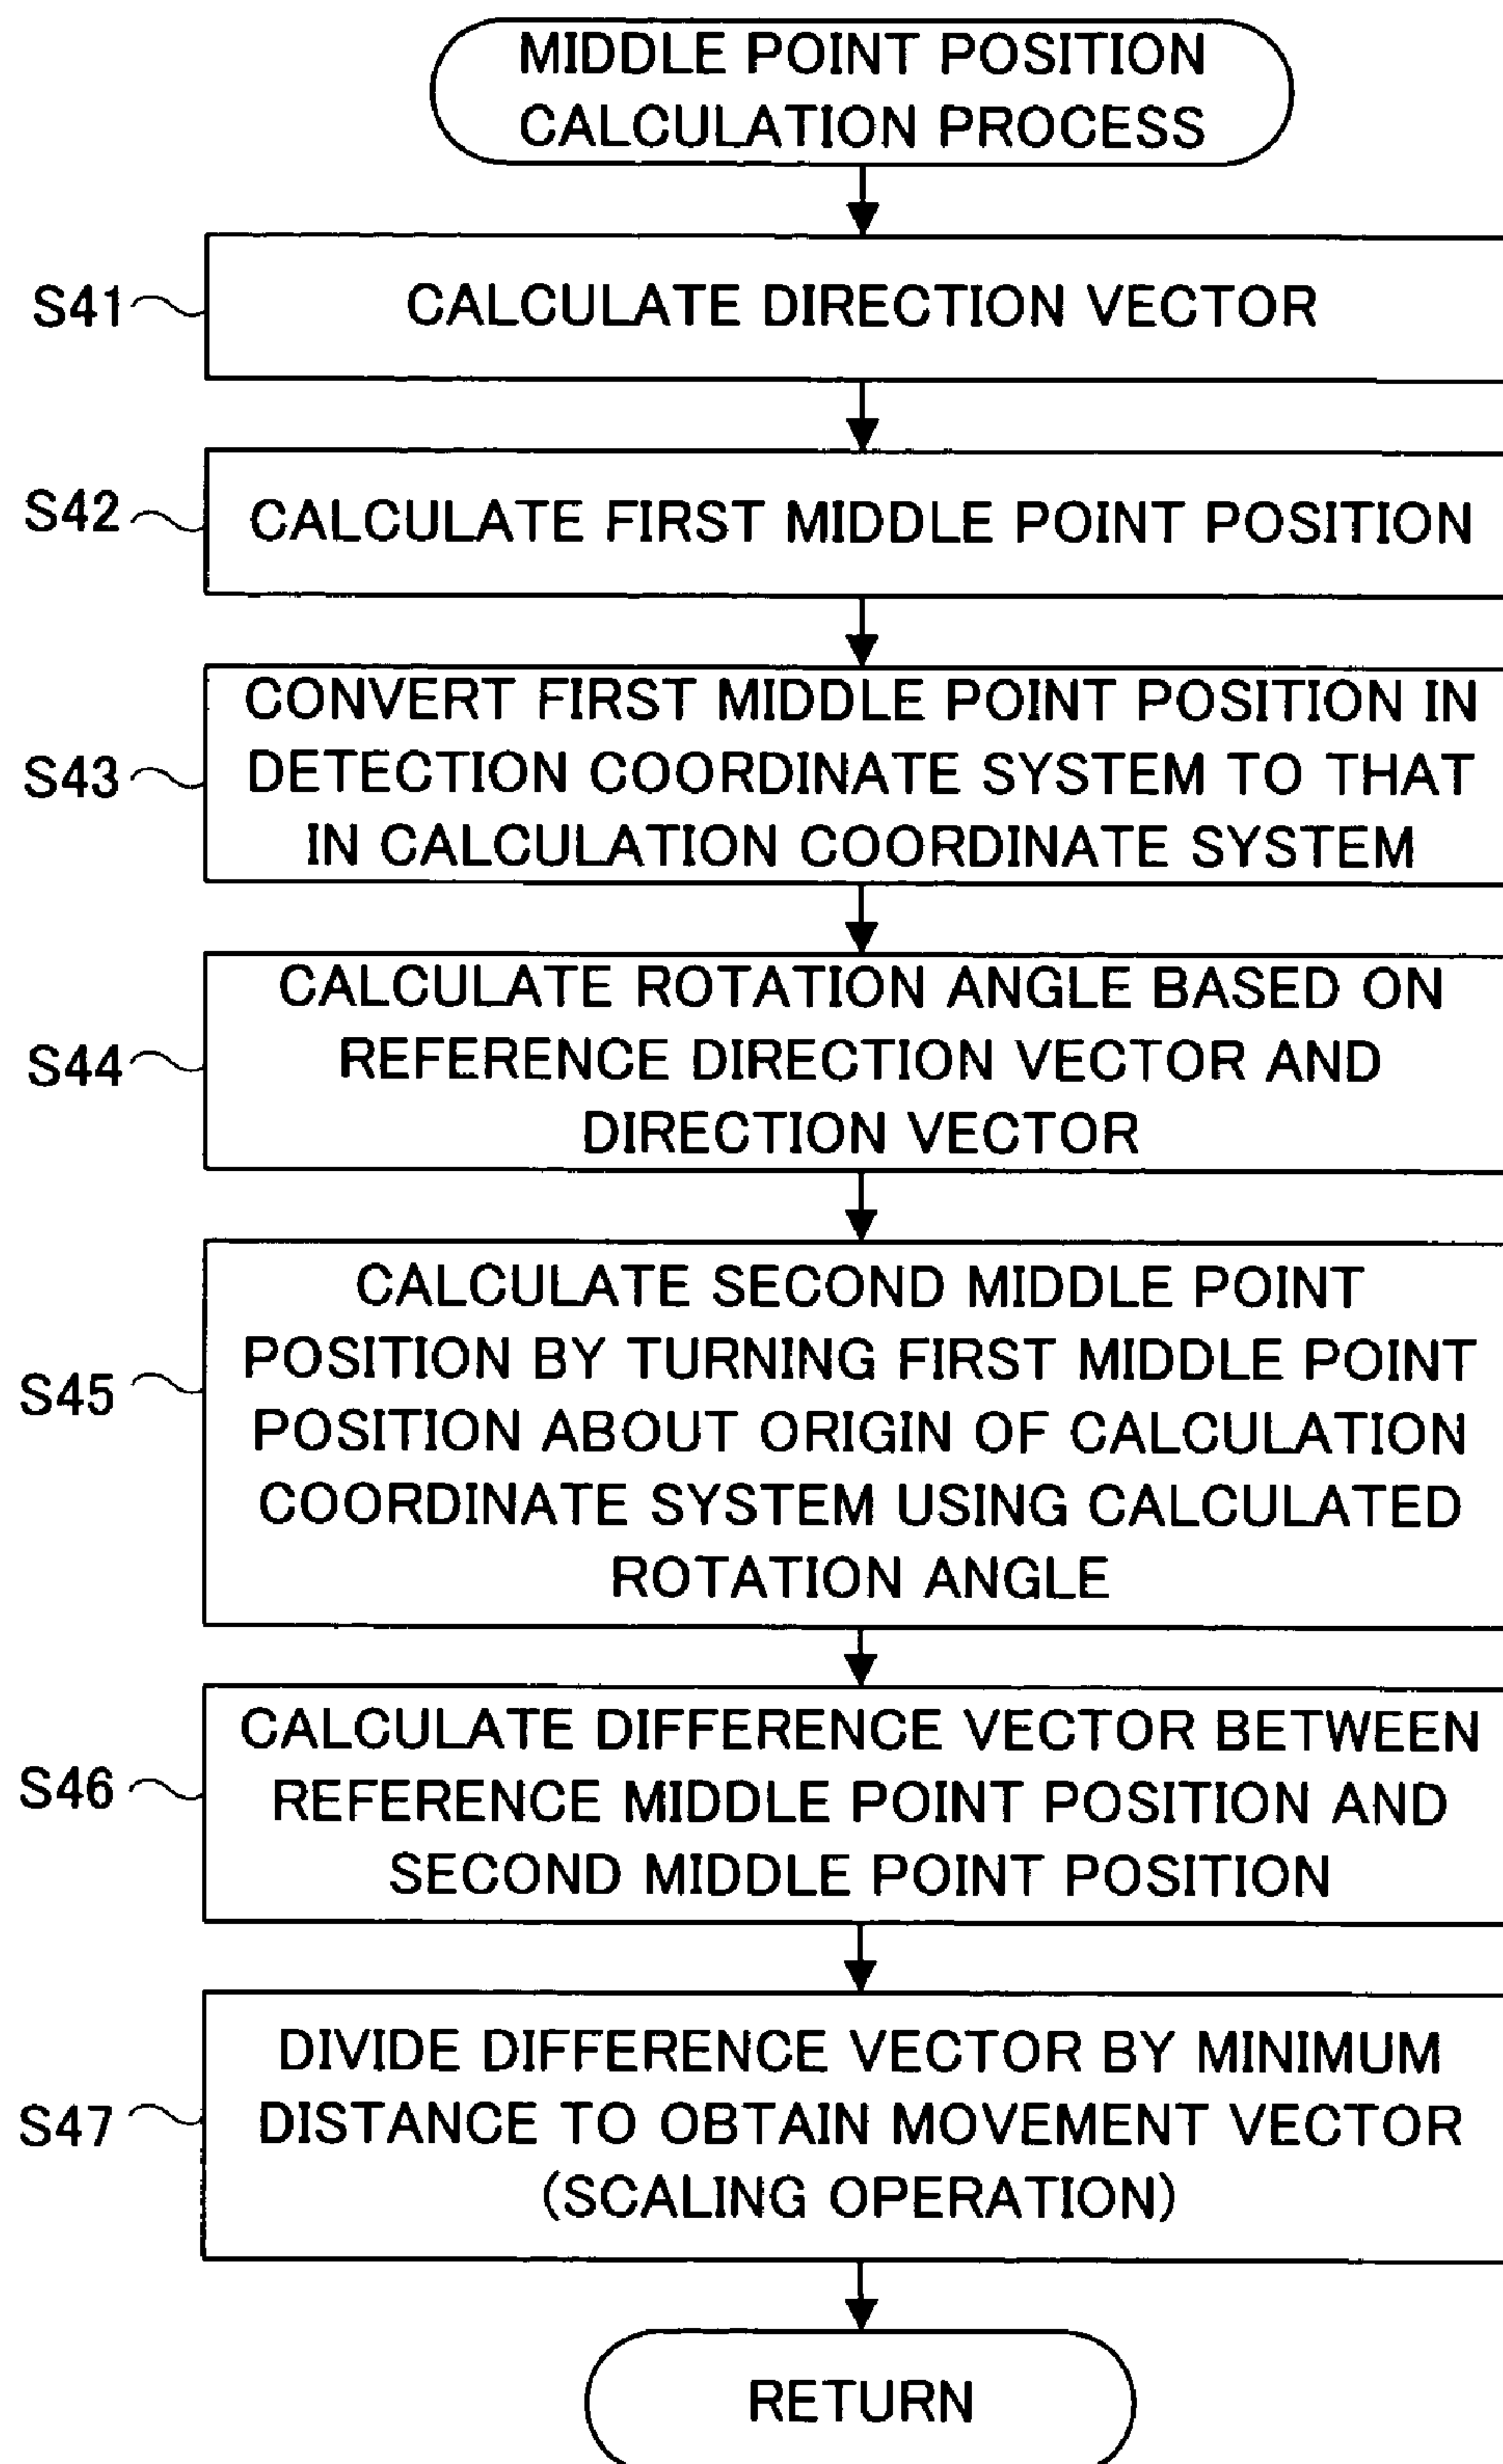 MIDDLE POINT POSITION
CALCULATION PROCESS
S41
CALCULATE DIRECTION VECTOR
S42
CALCULATE FIRST MIDDLE POINT POSITION
S43
CONVERT FIRST MIDDLE POINT POSITION IN
DETECTION COORDINATE SYSTEM TO THAT
IN CALCULATION COORDINATE SYSTEM
S44
CALCULATE ROTATION ANGLE BASED ON
REFERENCE DIRECTION VECTOR AND
DIRECTION VECTOR
S45
CALCULATE SECOND MIDDLE POINT
POSITION BY TURNING FIRST MIDDLE POINT
POSITION ABOUT ORIGIN OF CALCULATION
COORDINATE SYSTEM USING CALCULATED
ROTATION ANGLE
S46
CALCULATE DIFFERENCE VECTOR BETWEEN
REFERENCE MIDDLE POINT POSITION AND
SECOND MIDDLE POINT POSITION
S47
DIVIDE DIFFERENCE VECTOR BY MINIMUM
DISTANCE TO OBTAIN MOVEMENT VECTOR
(SCALING OPERATION)
RETURN